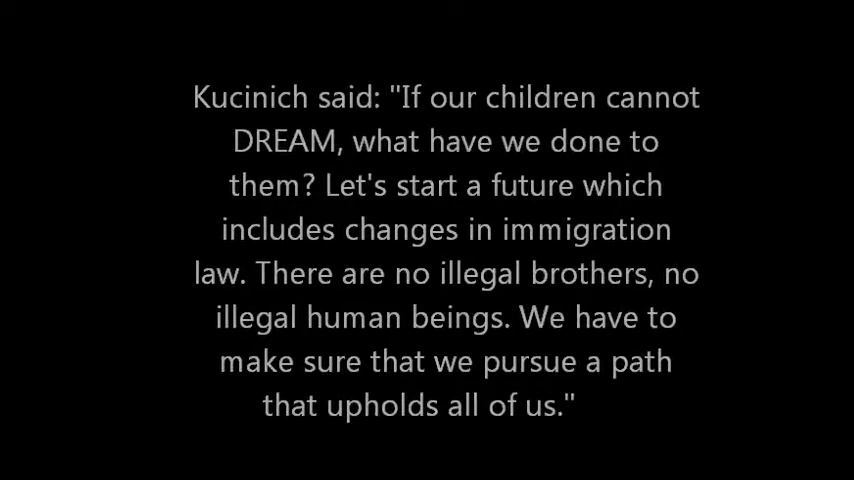 Kucinich said: "If our children cannot
DREAM, what have we done to
them? Let's start a future which
includes changes in immigration
law. There are no illegal brothers, no
illegal human beings. We have to
make sure that we pursue a path
that upholds all of us."